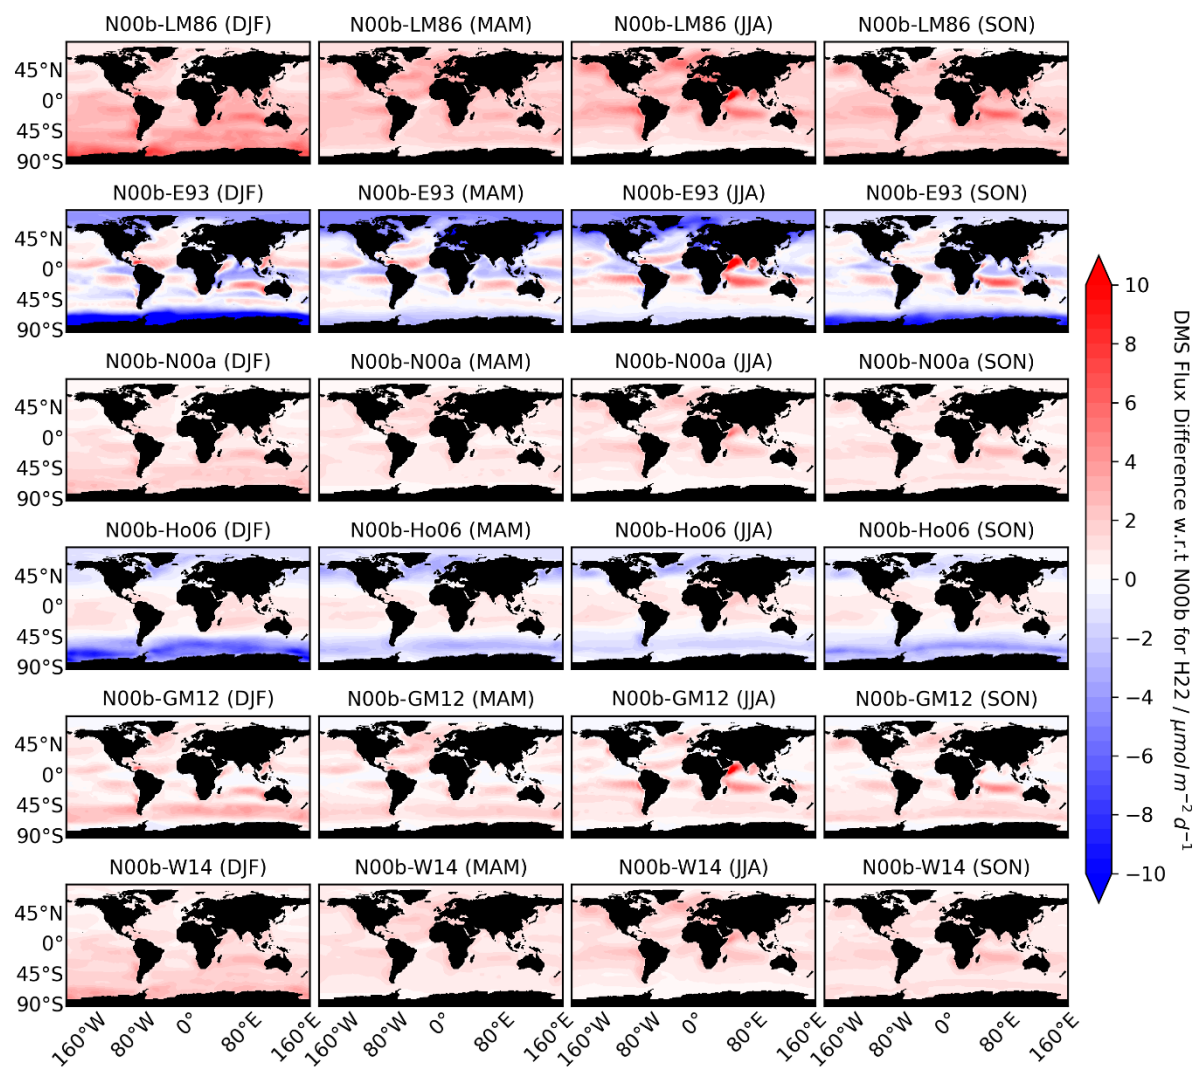 N00b-LM86 (DJF) N00b-LM86 (MAM) N00b-LM86 (JJA) N00b-LM86 (SON)
45°N
0°
45°S
90°S
N00b-E93 (DJF) N00b-E93 (MAM) N00b-E93 (JJA) N00b-E93 (SON)
45°N
0°
45°S
90°S
N00b-N00a (DJF) N00b-N00a (MAM) N00b-N00a (JJA) N00b-N00a (SON)
45°N
0°
45°S
90°S
N00b-Ho06 (DJF) N00b-Ho06 (MAM) N00b-Ho06 (JJA) N00b-Ho06 (SON)
45°N
0°
45°S
90°S
N00b-GM12 (DJF) N00b-GM12 (MAM) N00b-GM12 (JJA) N00b-GM12 (SON)
45°N
0°
45°S
90°S
N00b-W14 (DJF) N00b-W14 (MAM) N00b-W14 (JJA) N00b-W14 (SON)
45°N
0°
45°S
90°S
160°W 80°W 0° 80°E 160°E 160°W 80°W 0° 80°E 160°E 160°W 80°W 0° 80°E 160°E 160°W 80°W 0° 80°E 160°E
10
8
6
4
2
0
−2
−4
−6
−8
−10
DMS Flux Difference w.r.t N00b for H22 / μmol m⁻² d⁻¹